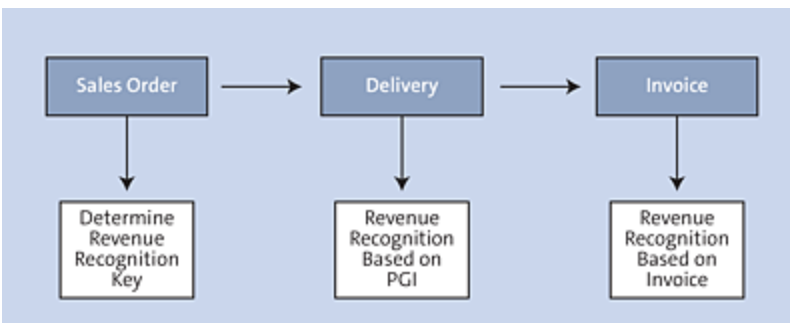 Sales Order
Delivery
Invoice
Determine
Revenue
Recognition
Key
Revenue
Recognition
Based on
PGI
Revenue
Recognition
Based on
Invoice